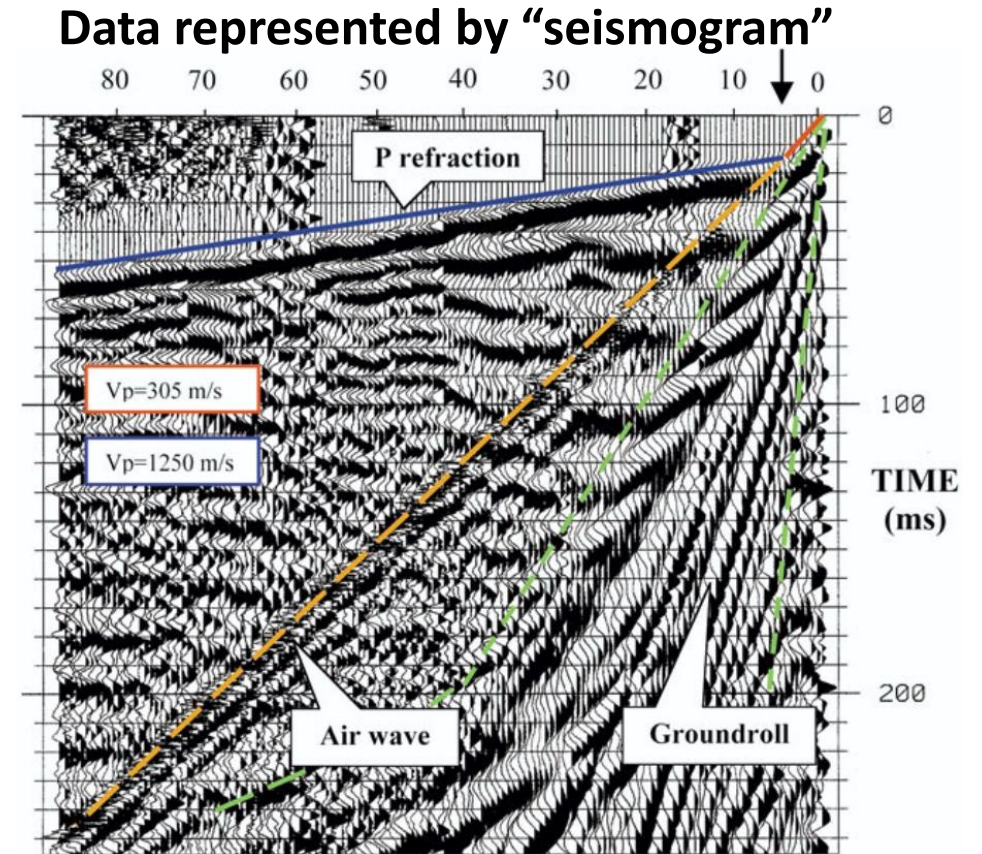 Data represented by “seismogram”
80 70 60 50 40 30 20 10 0
0
P refraction
Vp=305 m/s
100
Vp=1250 m/s
TIME
(ms)
200
Air wave
Groundroll